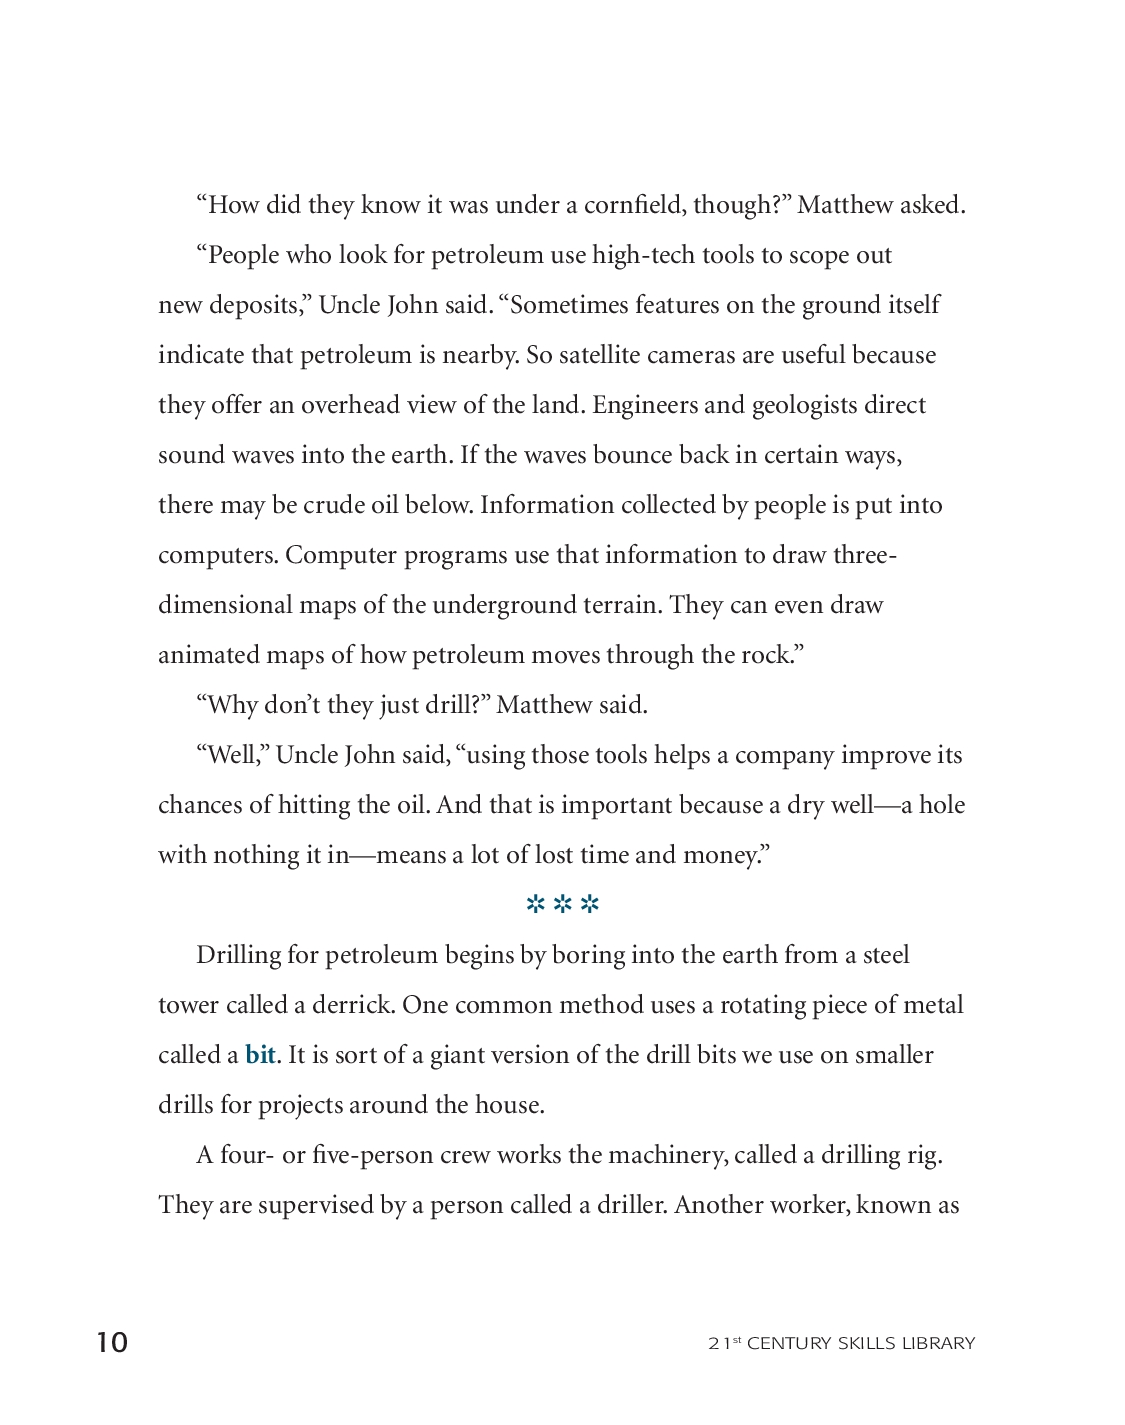 “How did they know it was under a cornfield, though?” Matthew asked.
“People who look for petroleum use high-tech tools to scope out
new deposits,” Uncle John said. “Sometimes features on the ground itself
indicate that petroleum is nearby. So satellite cameras are useful because
they offer an overhead view of the land. Engineers and geologists direct
sound waves into the earth. If the waves bounce back in certain ways,
there may be crude oil below. Information collected by people is put into
computers. Computer programs use that information to draw three-
dimensional maps of the underground terrain. They can even draw
animated maps of how petroleum moves through the rock.”
“Why don’t they just drill?” Matthew said.
“Well,” Uncle John said, “using those tools helps a company improve its
chances of hitting the oil. And that is important because a dry well—a hole
with nothing it in—means a lot of lost time and money.”
✲ ✲ ✲
Drilling for petroleum begins by boring into the earth from a steel
tower called a derrick. One common method uses a rotating piece of metal
called a bit. It is sort of a giant version of the drill bits we use on smaller
drills for projects around the house.
A four- or five-person crew works the machinery, called a drilling rig.
They are supervised by a person called a driller. Another worker, known as
10
21st CENTURY SKILLS LIBRARY